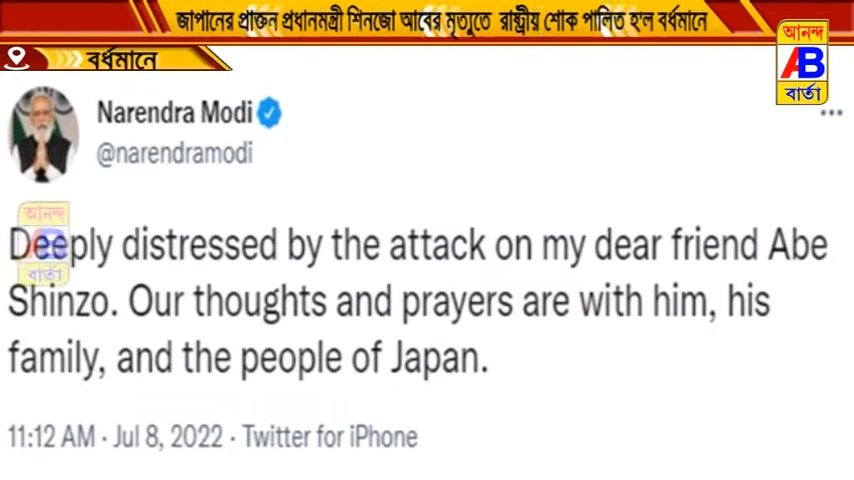 জাপানের প্রাক্তন প্রধানমন্ত্রী শিনজো আবের মৃত্যুতে রাষ্ট্রীয় শোক পালিত হ'ল বর্ধমানে
আনন্দ
AB
বার্তা
বর্ধমানে
Narendra Modi
@narendramodi
আনন্দ
AB
বার্তা
Deeply distressed by the attack on my dear friend Abe
Shinzo. Our thoughts and prayers are with him, his
family, and the people of Japan.
11:12 AM · Jul 8, 2022 · Twitter for iPhone